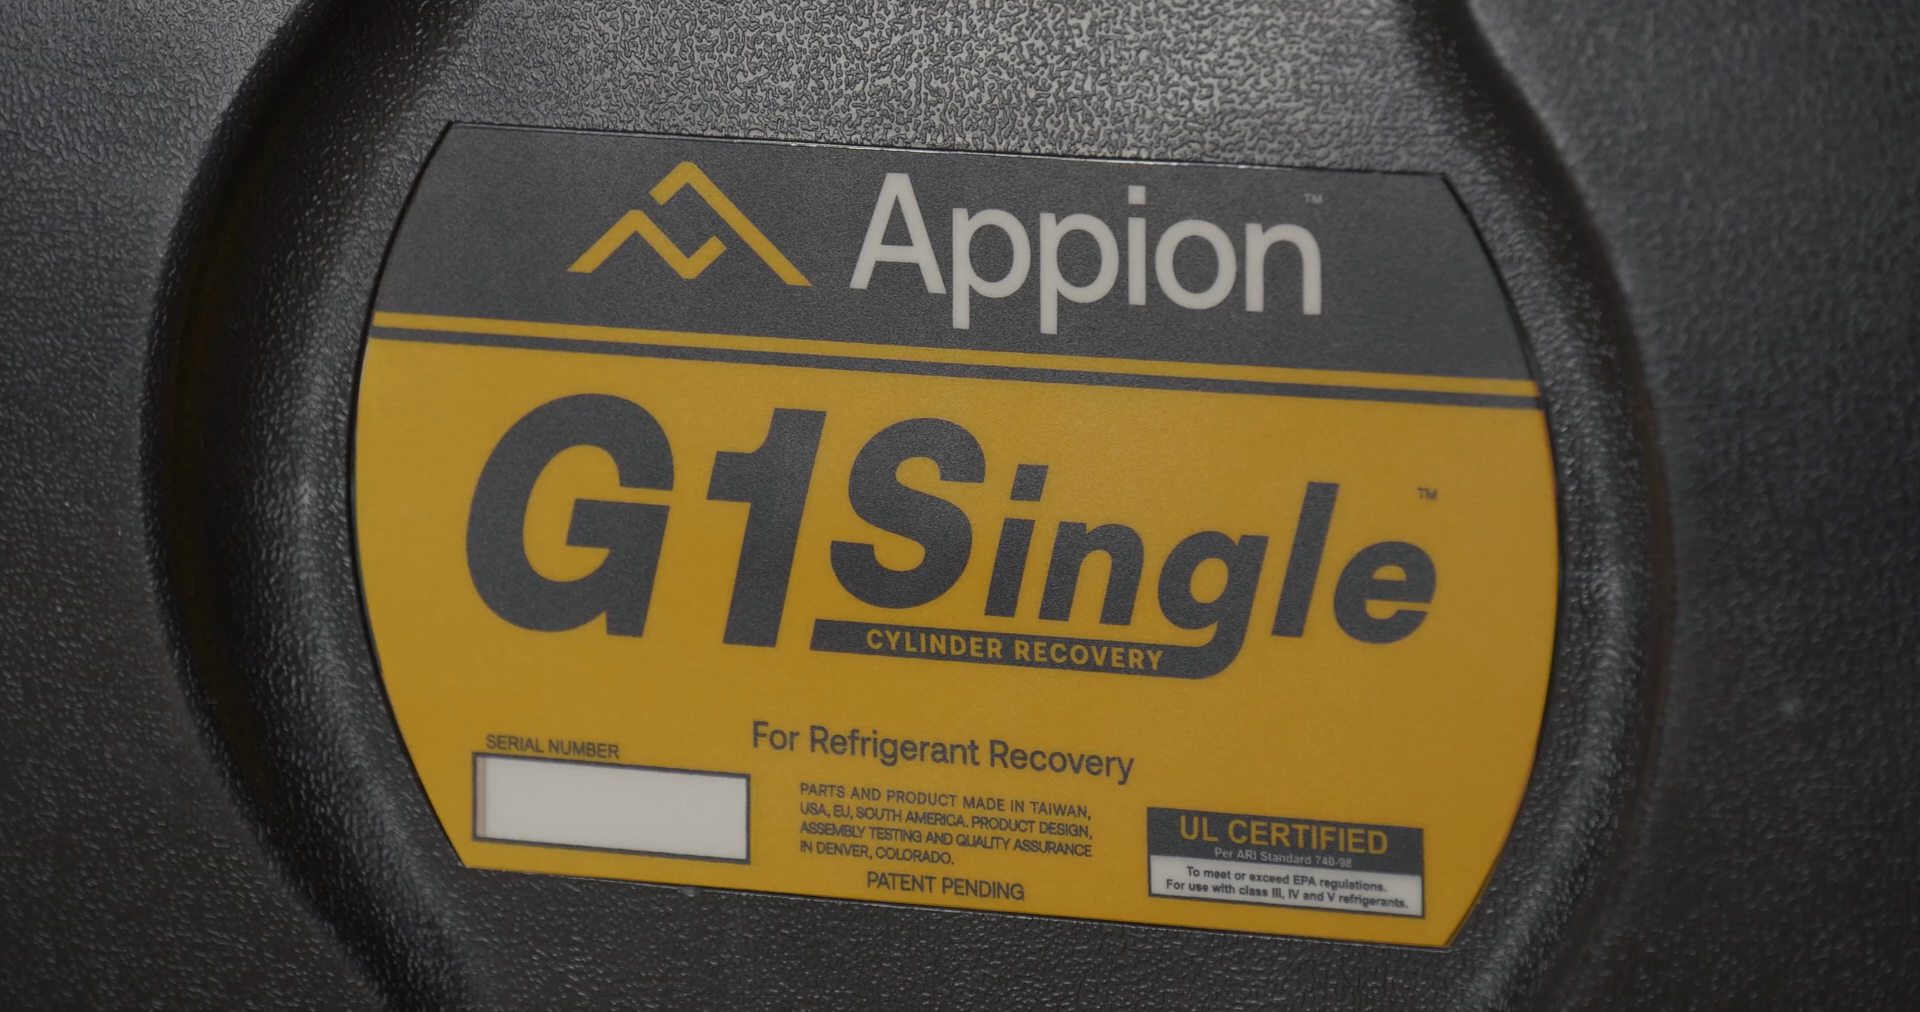 Appion™
G1Single™
CYLINDER RECOVERY
For Refrigerant Recovery
SERIAL NUMBER
PARTS AND PRODUCT MADE IN TAIWAN,
USA, EU, SOUTH AMERICA. PRODUCT DESIGN,
ASSEMBLY TESTING AND QUALITY ASSURANCE
IN DENVER, COLORADO.
PATENT PENDING
UL CERTIFIED
Per ARI Standard 740-98
To meet or exceed EPA regulations.
For use with class III, IV and V refrigerants.